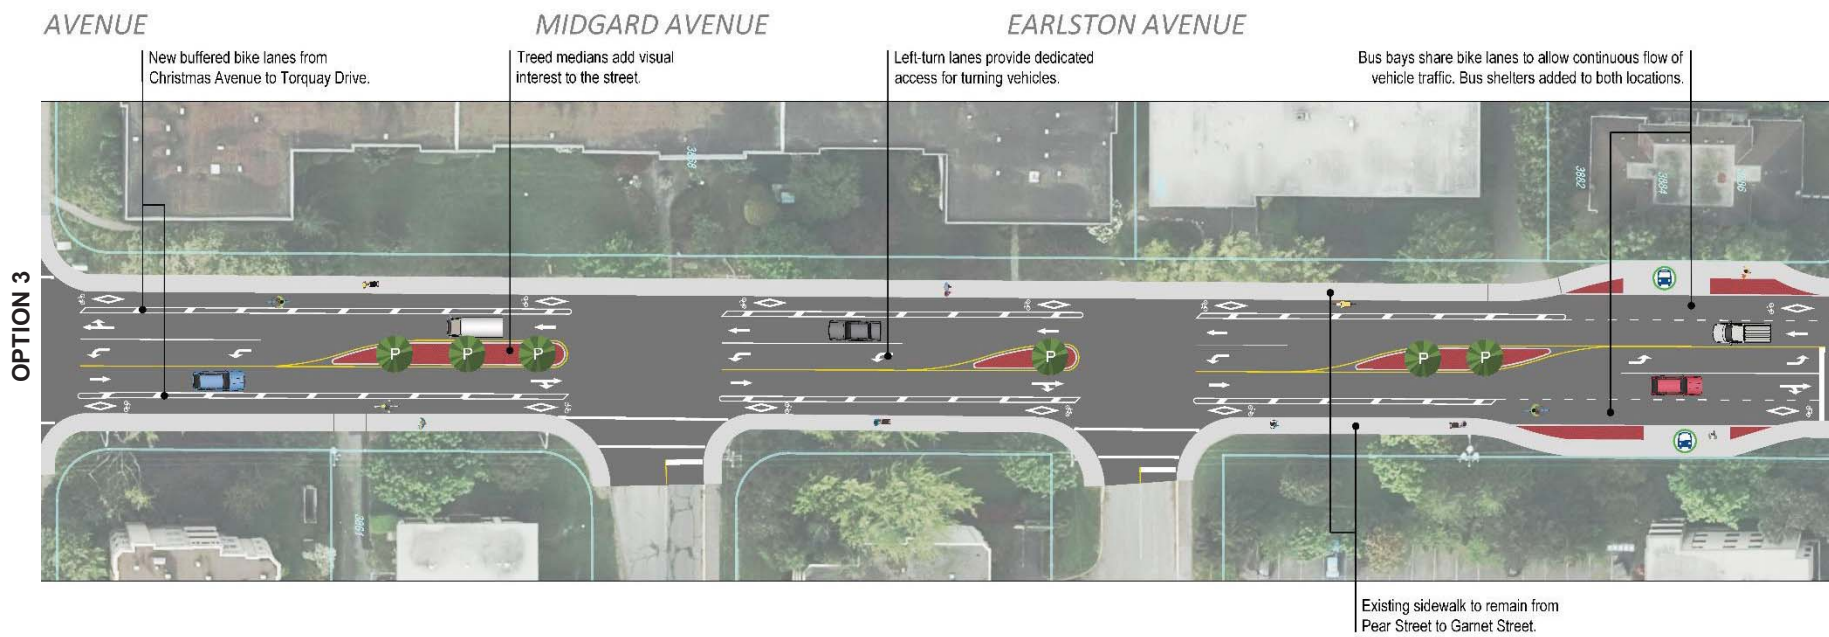 AVENUE
MIDGARD AVENUE
EARLSTON AVENUE
New buffered bike lanes from
Christmas Avenue to Torquay Drive.
Treed medians add visual
interest to the street.
Left-turn lanes provide dedicated
access for turning vehicles.
Bus bays share bike lanes to allow continuous flow of
vehicle traffic. Bus shelters added to both locations.
OPTION 3
3858
3862
3864
P
P
P
P
P
P
Existing sidewalk to remain from
Pear Street to Garnet Street.